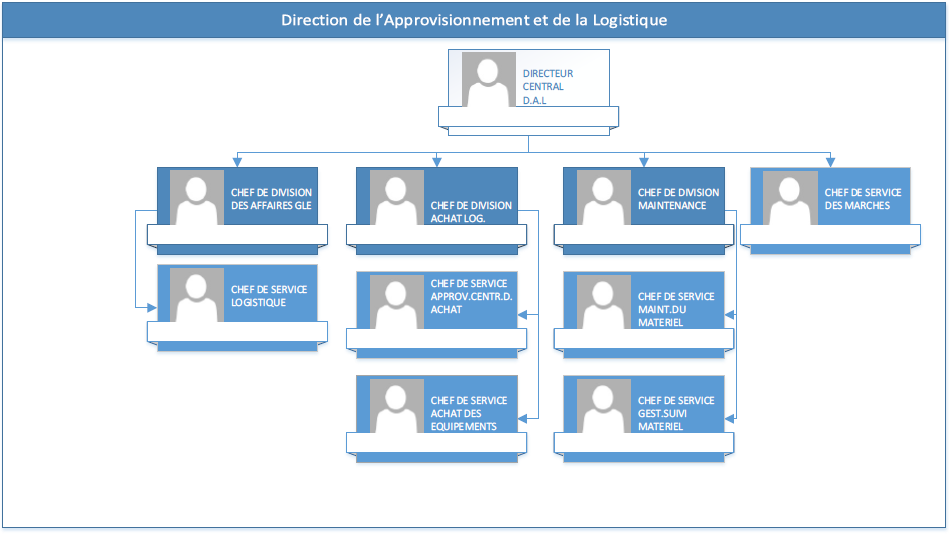 Direction de l’Approvisionnement et de la Logistique
DIRECTEUR
CENTRAL
D.A.L
CHEF DE DIVISION
DES AFFAIRES GLE
CHEF DE DIVISION
ACHAT LOG.
CHEF DE DIVISION
MAINTENANCE
CHEF DE SERVICE
DES MARCHES
CHEF DE SERVICE
LOGISTIQUE
CHEF DE SERVICE
APPROV.CENTR.D.
ACHAT
CHEF DE SERVICE
MAINT.DU
MATERIEL
CHEF DE SERVICE
ACHAT DES
EQUIPEMENTS
CHEF DE SERVICE
GEST.SUIVI
MATERIEL